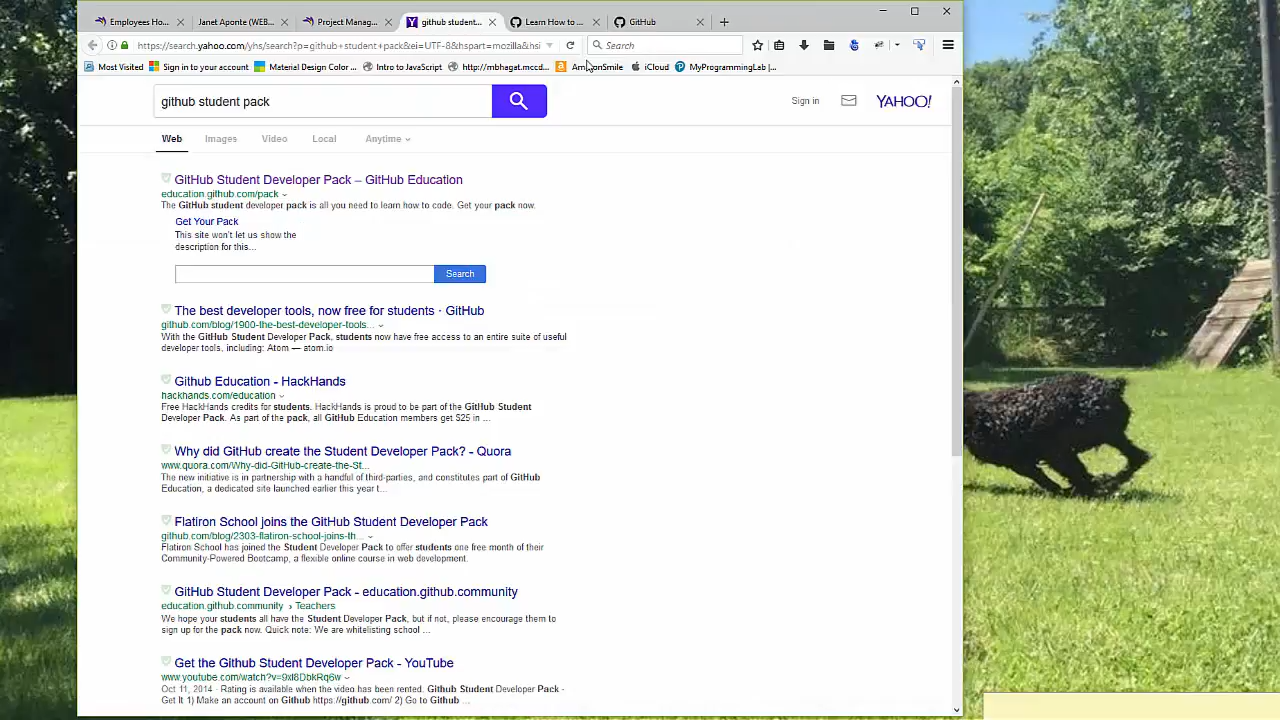 Employees Ho...
Janet Aponte (WEB...
Project Manag...
github student...
Learn How to ...
GitHub
https://search.yahoo.com/yhs/search?p=github+student+pack&ei=UTF-8&hspart=mozilla&hsi
Search
Most Visited
Sign in to your account
Material Design Color ...
Intro to JavaScript
http://mbhagat.mccd...
AmazonSmile
iCloud
MyProgrammingLab |...
github student pack
Sign in
YAHOO!
Web
Images
Video
Local
Anytime
GitHub Student Developer Pack – GitHub Education
education.github.com/pack
The GitHub student developer pack is all you need to learn how to code. Get your pack now.
Get Your Pack
This site won't let us show the
description for this...
Search
The best developer tools, now free for students · GitHub
github.com/blog/1900-the-best-developer-tools...
With the GitHub Student Developer Pack, students now have free access to an entire suite of useful
developer tools, including: Atom — atom.io
Github Education - HackHands
hackhands.com/education
Free HackHands credits for students. HackHands is proud to be part of the GitHub Student
Developer Pack. As part of the pack, all GitHub Education members get $25 in ...
Why did GitHub create the Student Developer Pack? - Quora
www.quora.com/Why-did-GitHub-create-the-St...
The new initiative is in partnership with a handful of third-parties, and constitutes part of GitHub
Education, a dedicated site launched earlier this year t...
Flatiron School joins the GitHub Student Developer Pack
github.com/blog/2303-flatiron-school-joins-th...
Flatiron School has joined the Student Developer Pack to offer students one free month of their
Community-Powered Bootcamp, a flexible online course in web development.
GitHub Student Developer Pack - education.github.community
education.github.community › Teachers
We hope your students all have the Student Developer Pack, but if not, please encourage them to
sign up for the pack now. Quick note: We are whitelisting school ...
Get the Github Student Developer Pack - YouTube
www.youtube.com/watch?v=9xl8DbkRq6w
Oct 11, 2014 · Rating is available when the video has been rented. Github Student Developer Pack -
Get It 1) Make an account on Github https://github.com/ 2) Go to Github ...